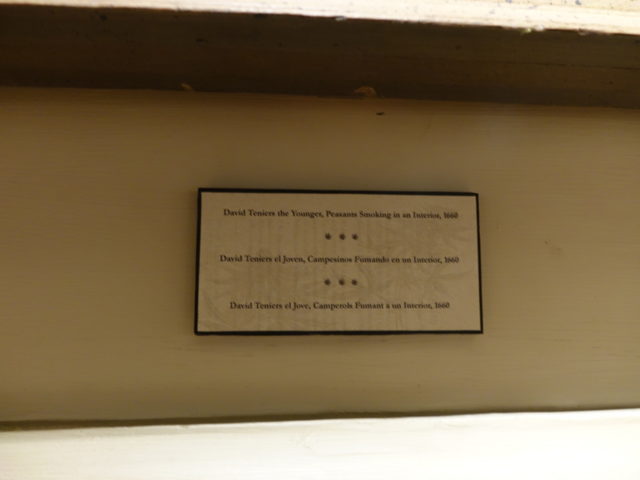 David Teniers the Younger, Peasants Smoking in an Interior, 1660
David Teniers el Joven, Campesinos Fumando en un Interior, 1660
David Teniers el Jove, Camperols Fumant a un Interior, 1660